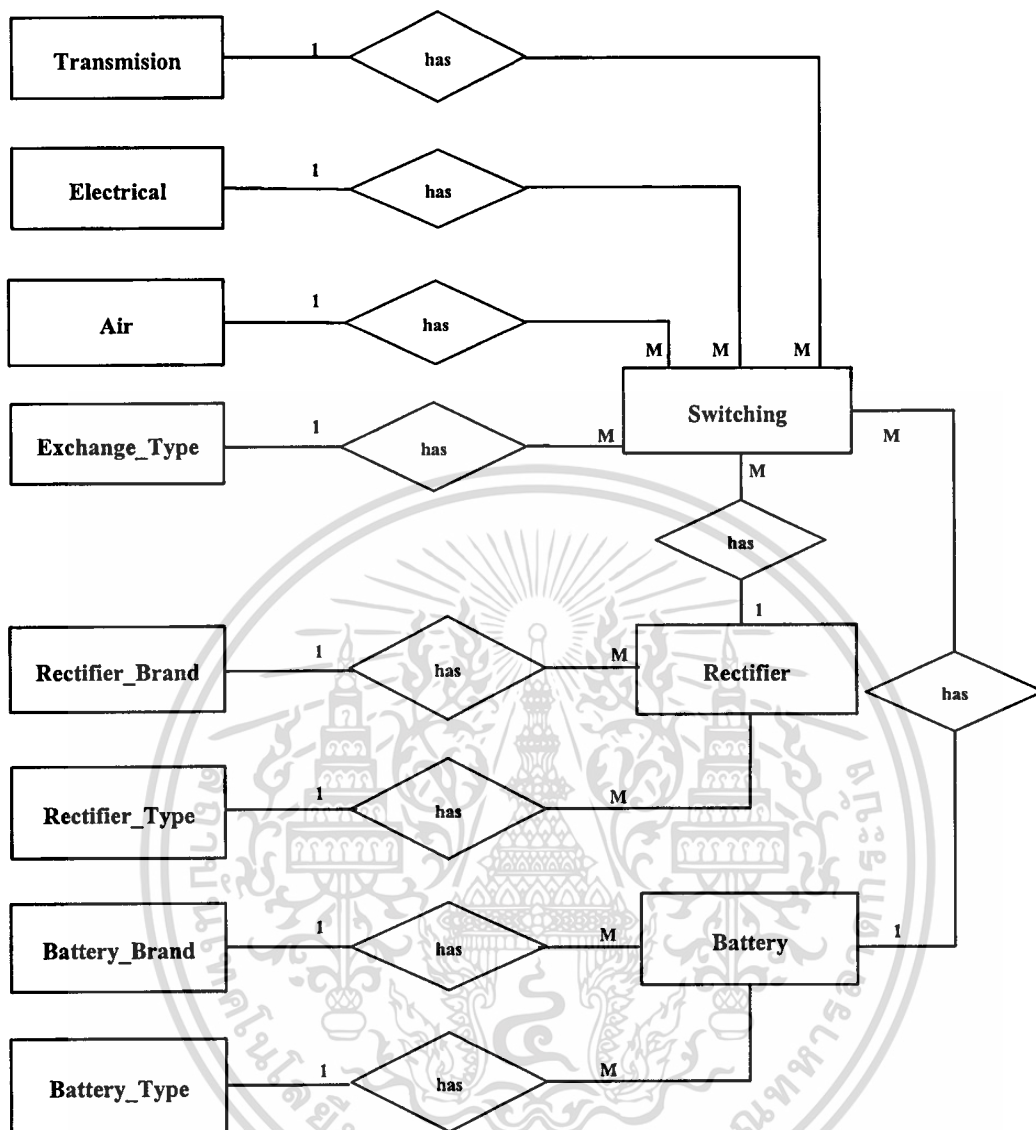 Transmision
1
has
Electrical
1
has
Air
1
has
M
M
M
Switching
Exchange_Type
1
has
M
M
M
has
1
Rectifier_Brand
1
has
M
Rectifier
has
Rectifier_Type
1
has
M
Battery_Brand
1
has
M
Battery
1
Battery_Type
1
has
M